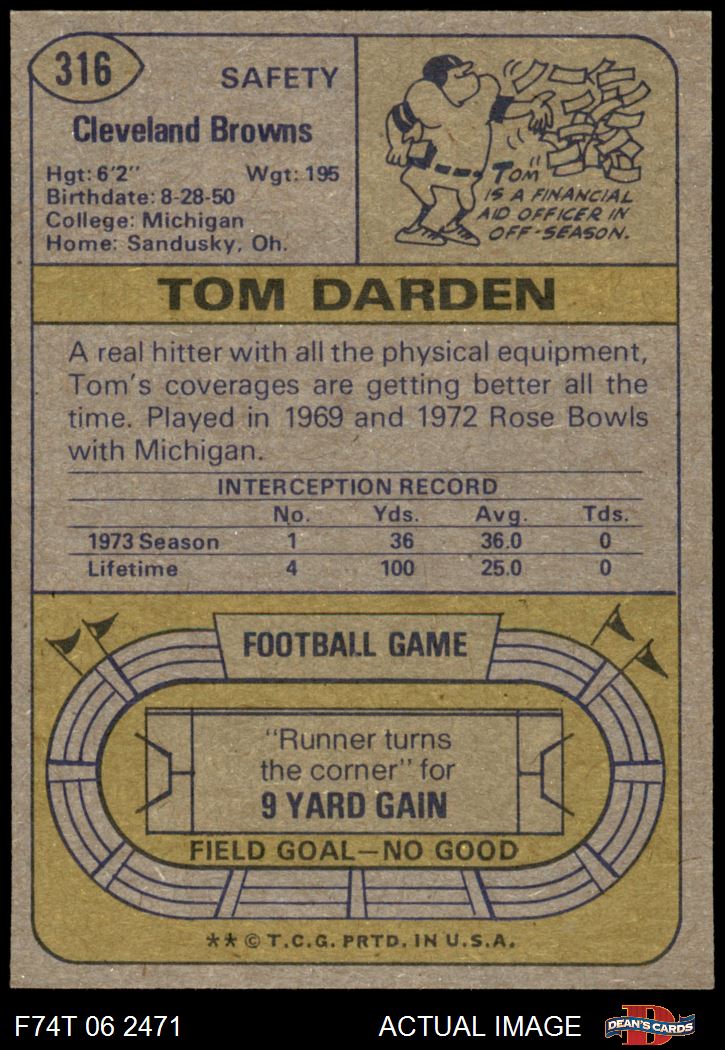 316
SAFETY
Cleveland Browns
Hgt: 6'2" Wgt: 195
Birthdate: 8-28-50
College: Michigan
Home: Sandusky, Oh.
TOM
IS A FINANCIAL
AID OFFICER IN
OFF-SEASON.
TOM DARDEN
A real hitter with all the physical equipment,
Tom's coverages are getting better all the
time. Played in 1969 and 1972 Rose Bowls
with Michigan.
INTERCEPTION RECORD
No. Yds. Avg. Tds.
1973 Season 1 36 36.0 0
Lifetime 4 100 25.0 0
FOOTBALL GAME
"Runner turns
the corner" for
9 YARD GAIN
FIELD GOAL—NO GOOD
** © T.C.G. PRTD. IN U.S.A.
F74T 06 2471 ACTUAL IMAGE D DEAN'S CARDS